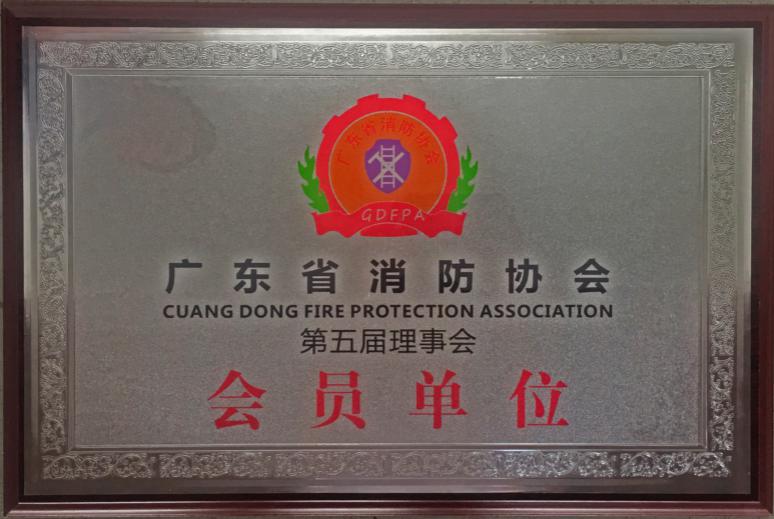 广东省消防协会
GDFPA
广东省消防协会
CUANG DONG FIRE PROTECTION ASSOCIATION
第五届理事会
会员单位